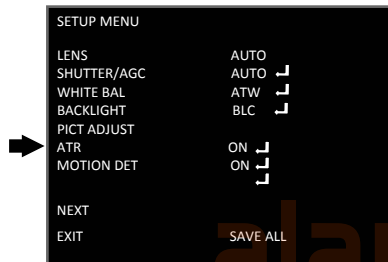 SETUP MENU
LENS AUTO
SHUTTER/AGC AUTO ↵
WHITE BAL ATW ↵
BACKLIGHT BLC ↵
PICT ADJUST
ATR ON ↵
MOTION DET ON ↵
↵
NEXT
EXIT SAVE ALL